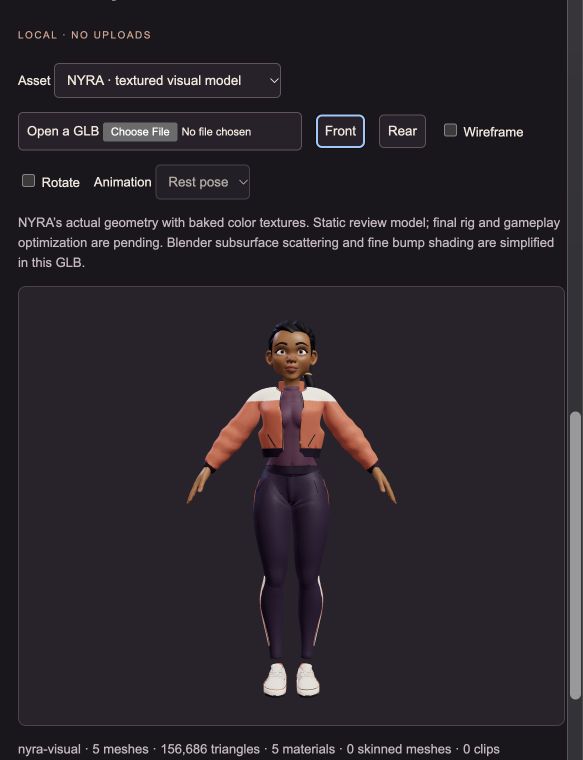 LOCAL · NO UPLOADS
Asset NYRA · textured visual model
Open a GLB Choose File No file chosen Front Rear Wireframe
Rotate Animation Rest pose
NYRA's actual geometry with baked color textures. Static review model; final rig and gameplay
optimization are pending. Blender subsurface scattering and fine bump shading are simplified
in this GLB.
nyra-visual · 5 meshes · 156,686 triangles · 5 materials · 0 skinned meshes · 0 clips